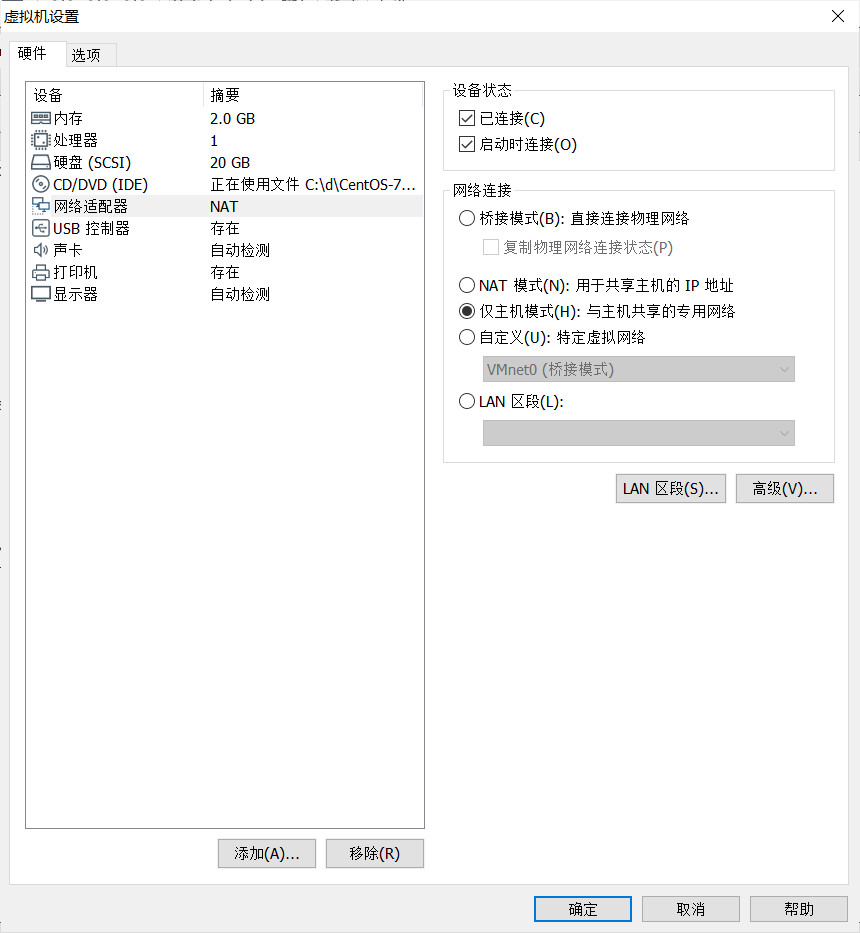 虚拟机设置
硬件 选项
设备 摘要
内存 2.0 GB
处理器 1
硬盘 (SCSI) 20 GB
CD/DVD (IDE) 正在使用文件 C:\d\CentOS-7...
网络适配器 NAT
USB 控制器 存在
声卡 自动检测
打印机 存在
显示器 自动检测
添加(A)... 移除(R)
设备状态
已连接(C)
启动时连接(O)
网络连接
桥接模式(B): 直接连接物理网络
复制物理网络连接状态(P)
NAT 模式(N): 用于共享主机的 IP 地址
仅主机模式(H): 与主机共享的专用网络
自定义(U): 特定虚拟网络
VMnet0 (桥接模式)
LAN 区段(L):
LAN 区段(S)... 高级(V)...
确定 取消 帮助